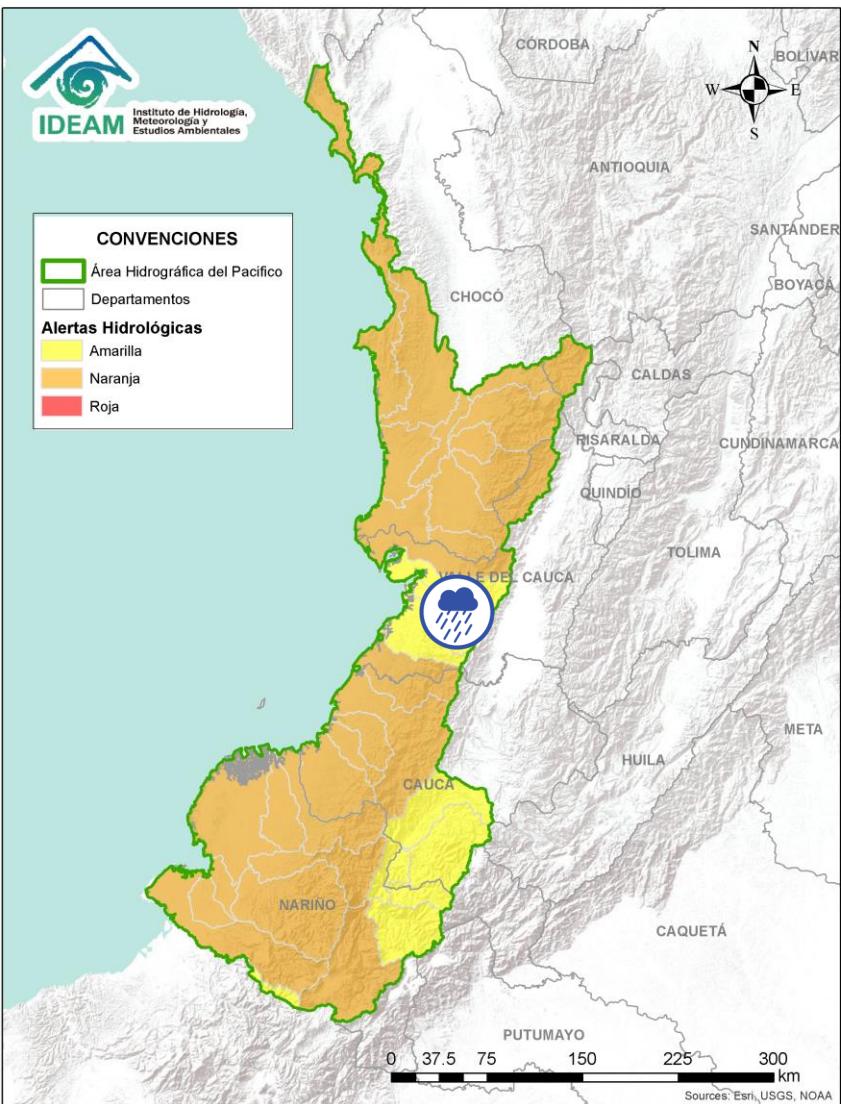 IDEAM
Instituto de Hidrología,
Meteorología y
Estudios Ambientales
CÓRDOBA
BOLÍVAR
N
W
E
S
ANTIOQUIA
SANTANDER
CONVENCIONES
Área Hidrográfica del Pacifico
Departamentos
Alertas Hidrológicas
Amarilla
Naranja
Roja
BOYACÁ
CHOCÓ
CALDAS
RISARALDA
CUNDINAMARCA
QUINDÍO
TOLIMA
VALLE DEL CAUCA
META
HUILA
CAUCA
NARIÑO
CAQUETÁ
PUTUMAYO
0 37.5 75 150 225 300
km
Sources: Esri, USGS, NOAA